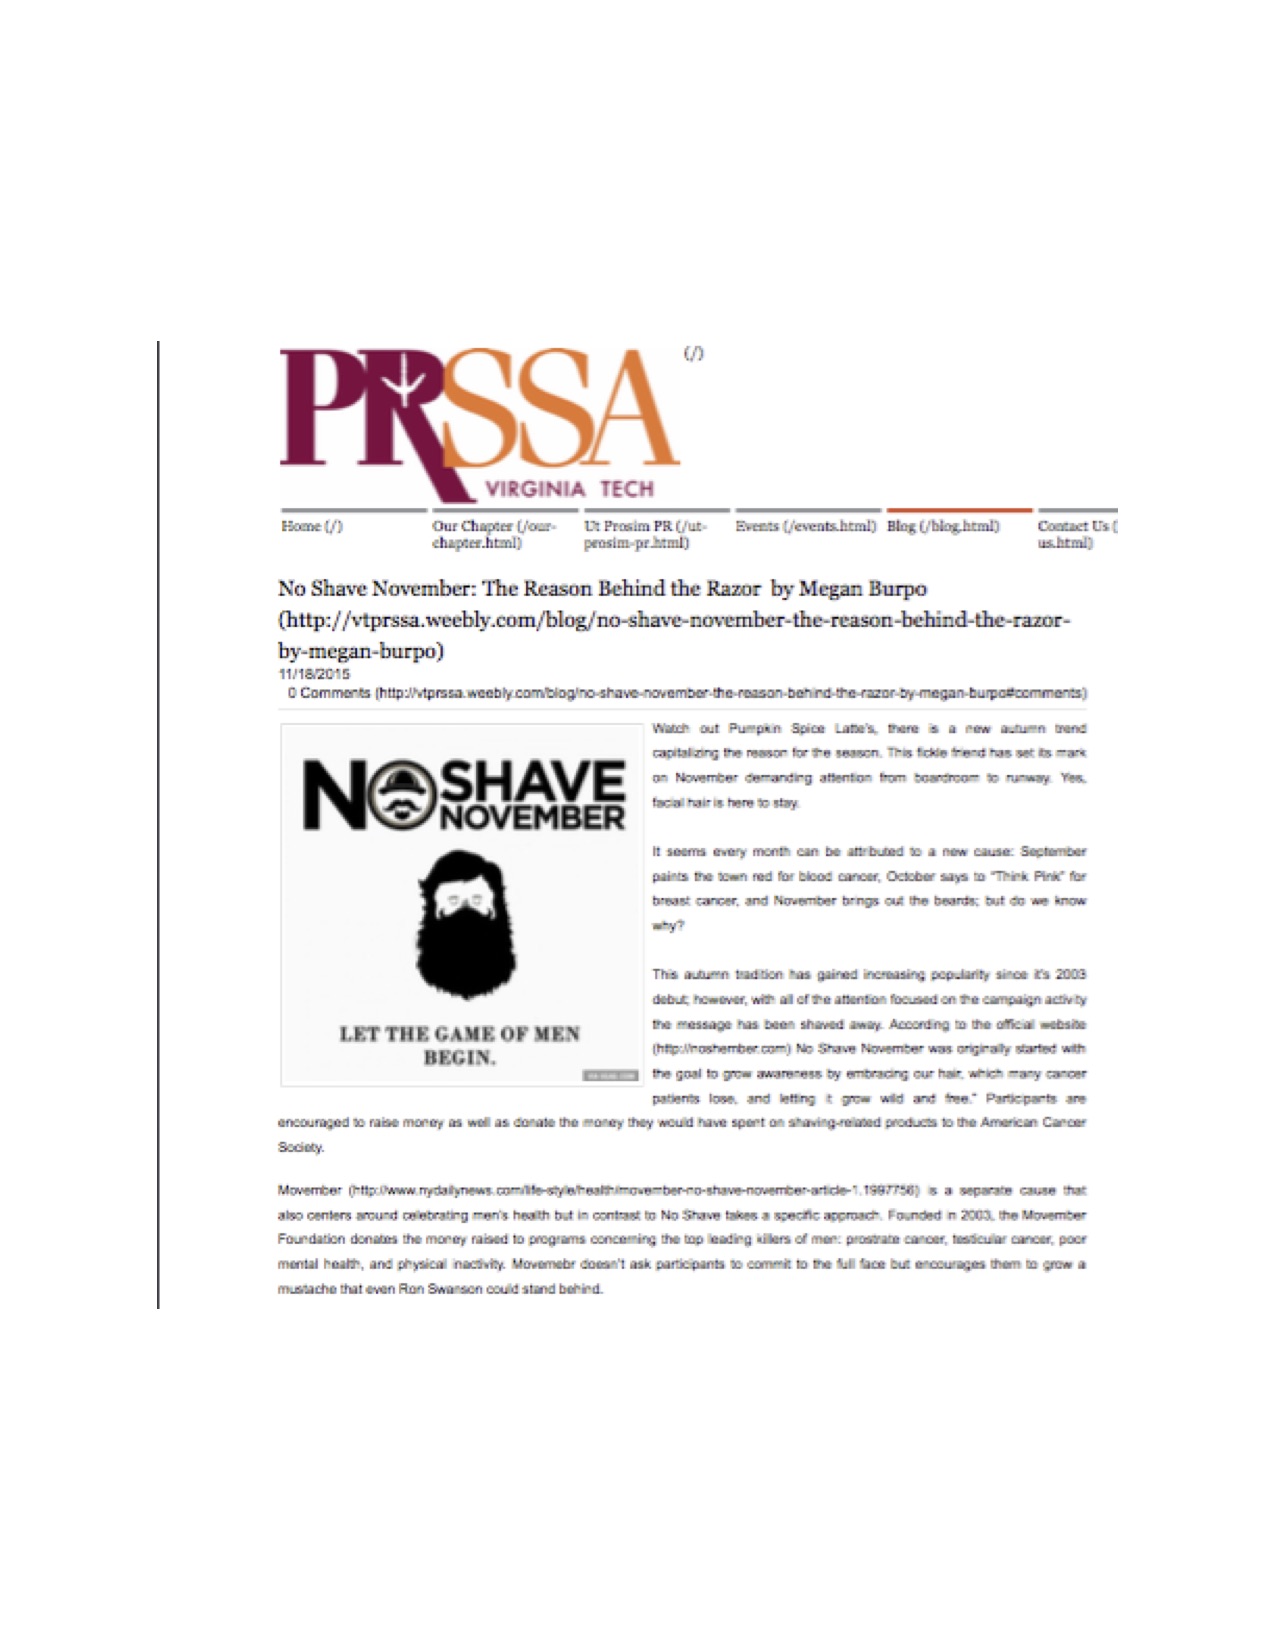 PRSSA (/)
VIRGINIA TECH
Home (/)
Our Chapter (/our-
chapter.html)
Ut Prosim PR (/ut-
prosim-pr.html)
Events (/events.html)
Blog (/blog.html)
Contact Us (
us.html)
No Shave November: The Reason Behind the Razor by Megan Burpo
(http://vtprssa.weebly.com/blog/no-shave-november-the-reason-behind-the-razor-
by-megan-burpo)
11/18/2015
0 Comments (http://vtprssa.weebly.com/blog/no-shave-november-the-reason-behind-the-razor-by-megan-burpo#comments)
NO SHAVE
NOVEMBER
LET THE GAME OF MEN
BEGIN.
Watch out Pumpkin Spice Latte's, there is a new autumn trend
capitalizing the reason for the season. This fickle friend has set its mark
on November demanding attention from boardroom to runway. Yes,
facial hair is here to stay.
It seems every month can be attributed to a new cause: September
paints the town red for blood cancer, October says to "Think Pink" for
breast cancer, and November brings out the beards; but do we know
why?
This autumn tradition has gained increasing popularity since it's 2003
debut; however, with all of the attention focused on the campaign activity
the message has been shaved away. According to the official website
(http://noshember.com) No Shave November was originally started with
the goal to grow awareness by embracing our hair, which many cancer
patients lose, and letting it grow wild and free." Participants are
encouraged to raise money as well as donate the money they would have spent on shaving-related products to the American Cancer
Society.
Movember (http://www.nydailynews.com/life-style/health/movember-no-shave-november-article-1.1997756) is a separate cause that
also centers around celebrating men's health but in contrast to No Shave takes a specific approach. Founded in 2003, the Movember
Foundation donates the money raised to programs concerning the top leading killers of men: prostrate cancer, testicular cancer, poor
mental health, and physical inactivity. Movemebr doesn't ask participants to commit to the full face but encourages them to grow a
mustache that even Ron Swanson could stand behind.